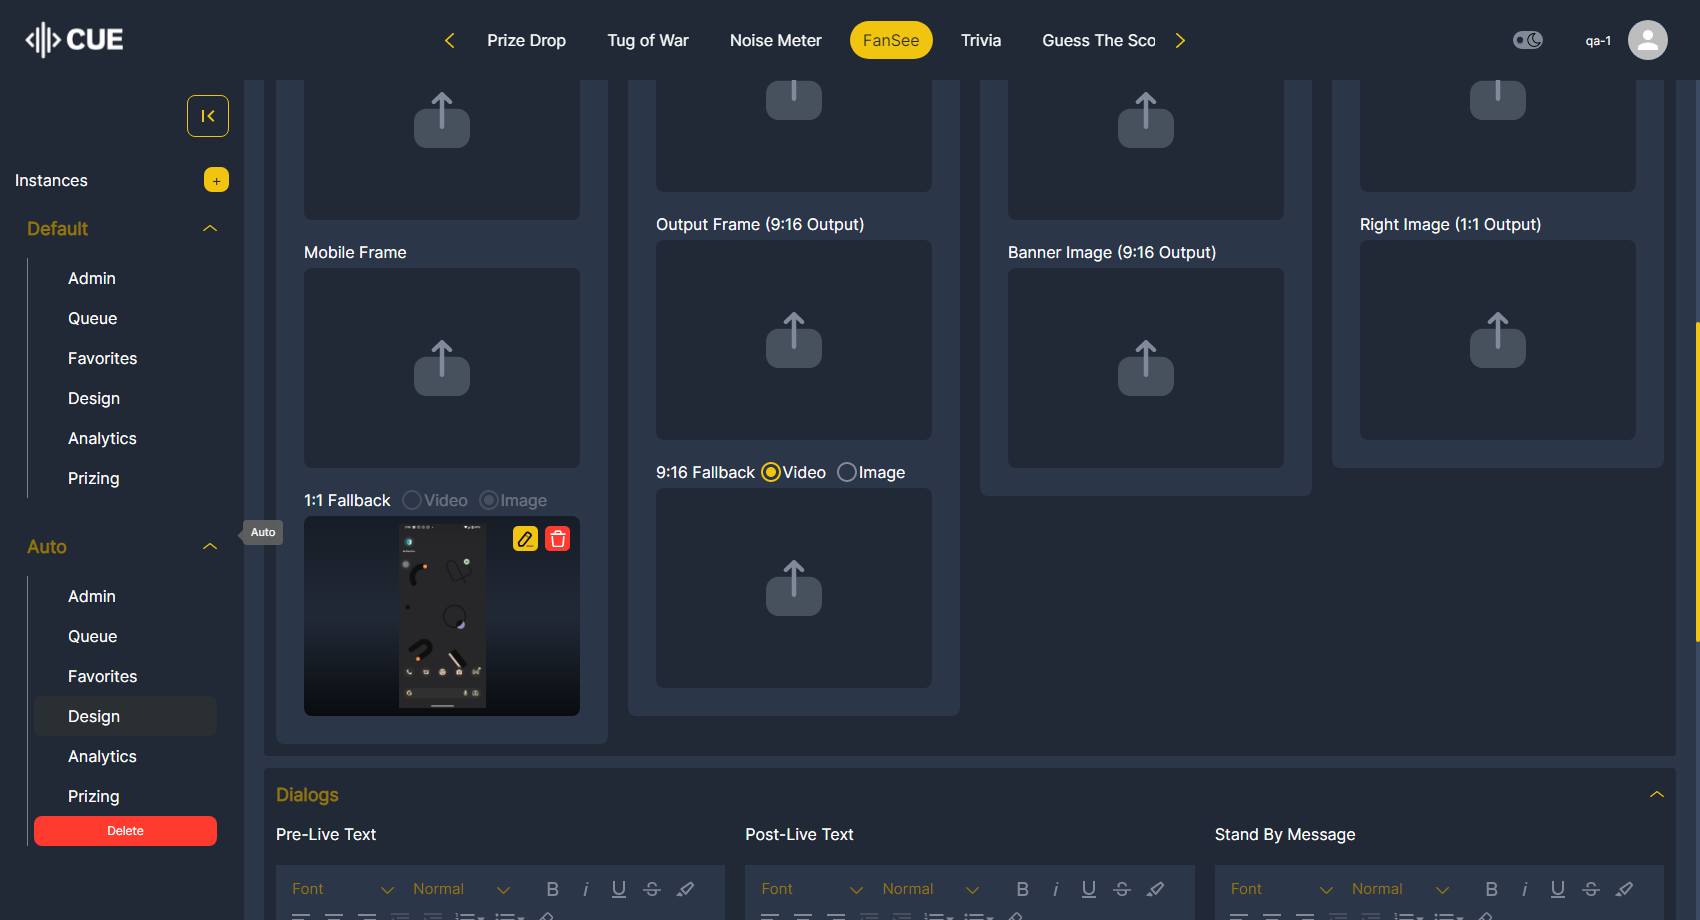 CUE
Prize Drop
Tug of War
Noise Meter
FanSee
Trivia
Guess The Sco
qa-1
Instances
+
Default
Admin
Queue
Favorites
Design
Analytics
Prizing
Auto
Admin
Queue
Favorites
Design
Analytics
Prizing
Delete
Auto
Mobile Frame
1:1 Fallback Video Image
Output Frame (9:16 Output)
9:16 Fallback Video Image
Banner Image (9:16 Output)
Right Image (1:1 Output)
Dialogs
Pre-Live Text
Font Normal B i U S
Post-Live Text
Font Normal B i U S
Stand By Message
Font Normal B i U S